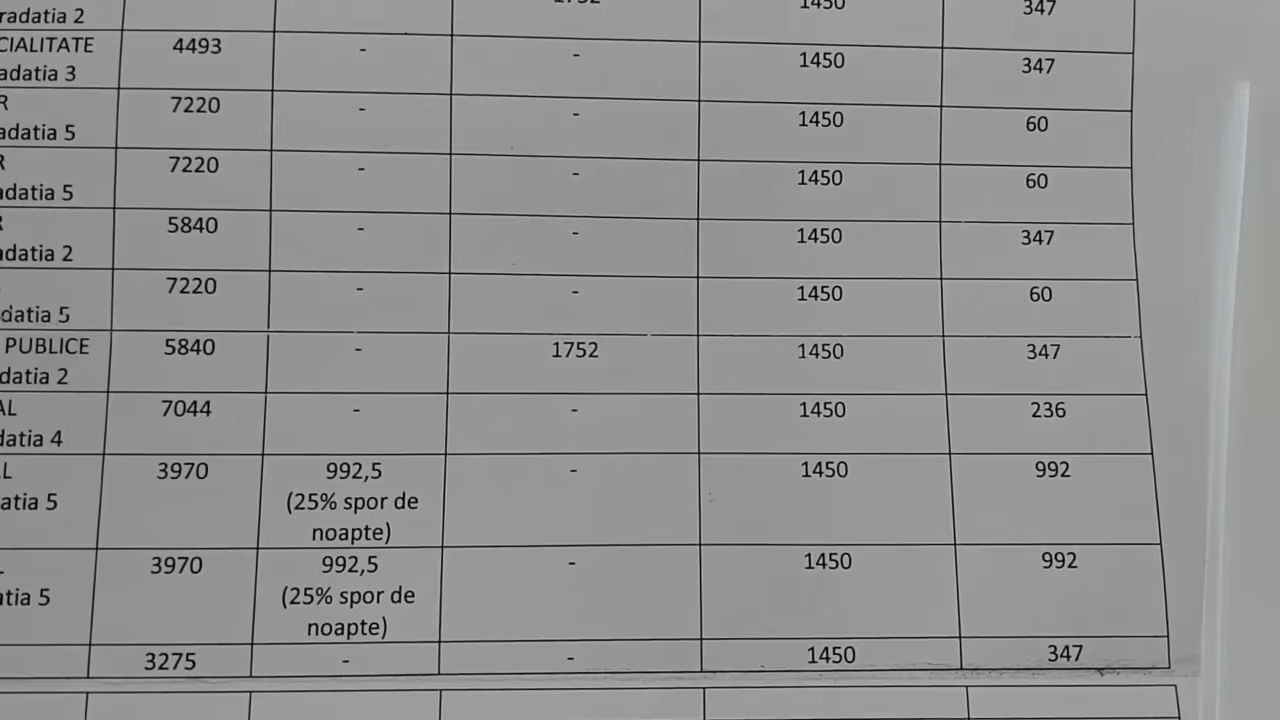 radatia 2 1752 1450 347
CIALITATE 4493 - - 1450 347
adatia 3
R 7220 - - 1450 60
adatia 5
R 7220 - - 1450 60
adatia 5
R 5840 - - 1450 347
adatia 2
7220 - - 1450 60
datia 5
PUBLICE 5840 - 1752 1450 347
datia 2
AL 7044 - - 1450 236
datia 4
L 3970 992,5 - 1450 992
atia 5 (25% spor de
noapte)
3970 992,5 - 1450 992
atia 5 (25% spor de
noapte)
3275 - - 1450 347